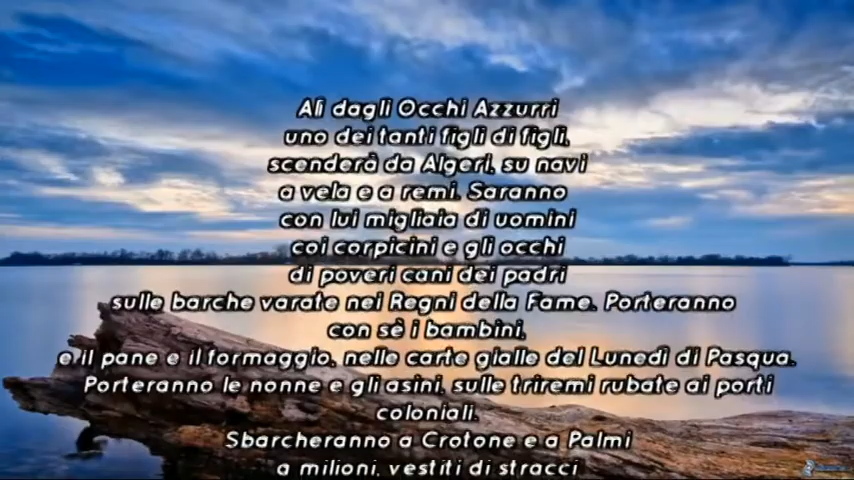 Alì dagli Occhi Azzurri
uno dei tanti figli di figli,
scenderà da Algeri, su navi
a vela e a remi. Saranno
con lui migliaia di uomini
coi corpicini e gli occhi
di poveri cani dei padri
sulle barche varate nei Regni della Fame. Porteranno
con sè i bambini,
e il pane e il formaggio, nelle carte gialle del Lunedì di Pasqua.
Porteranno le nonne e gli asini, sulle triremi rubate ai porti
coloniali.
Sbarcheranno a Crotone e a Palmi
a milioni, vestiti di stracci